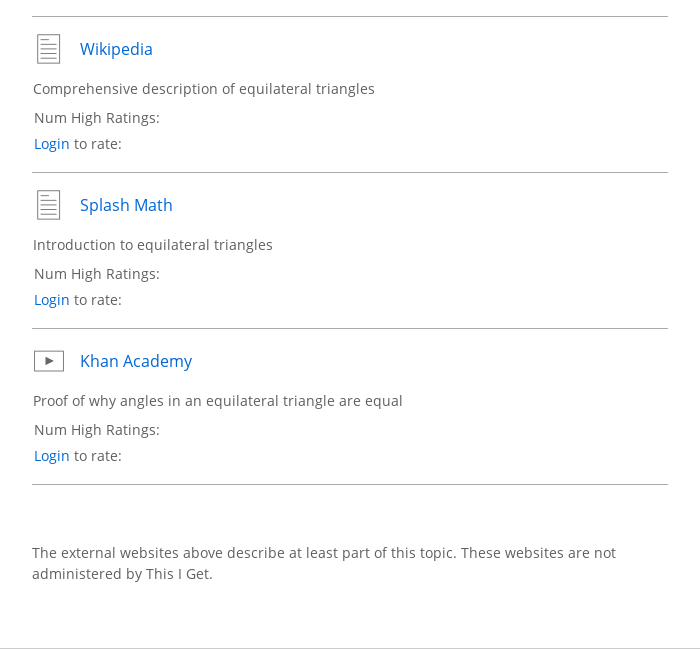 Wikipedia
Comprehensive description of equilateral triangles
Num High Ratings:
Login to rate:
Splash Math
Introduction to equilateral triangles
Num High Ratings:
Login to rate:
Khan Academy
Proof of why angles in an equilateral triangle are equal
Num High Ratings:
Login to rate:
The external websites above describe at least part of this topic. These websites are not
administered by This I Get.